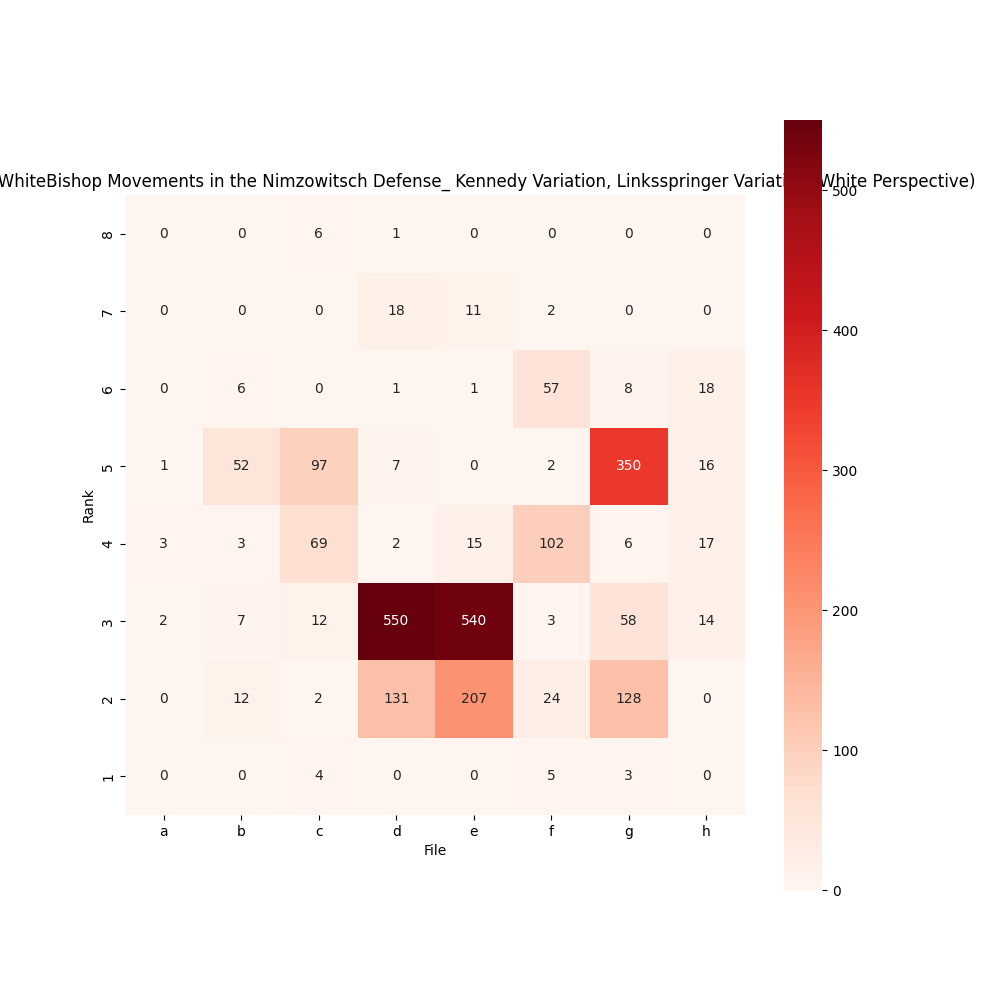 WhiteBishop Movements in the Nimzowitsch Defense_ Kennedy Variation, Linksspringer Variati White Perspective)
500
8 0 0 6 1 0 0 0 0
7 0 0 0 18 11 2 0 0
400
6 0 6 0 1 1 57 8 18
5 1 52 97 7 0 2 350 16
300
Rank
4 3 3 69 2 15 102 6 17
200
3 2 7 12 550 540 3 58 14
2 0 12 2 131 207 24 128 0
100
1 0 0 4 0 0 5 3 0
a b c d e f g h
File
0